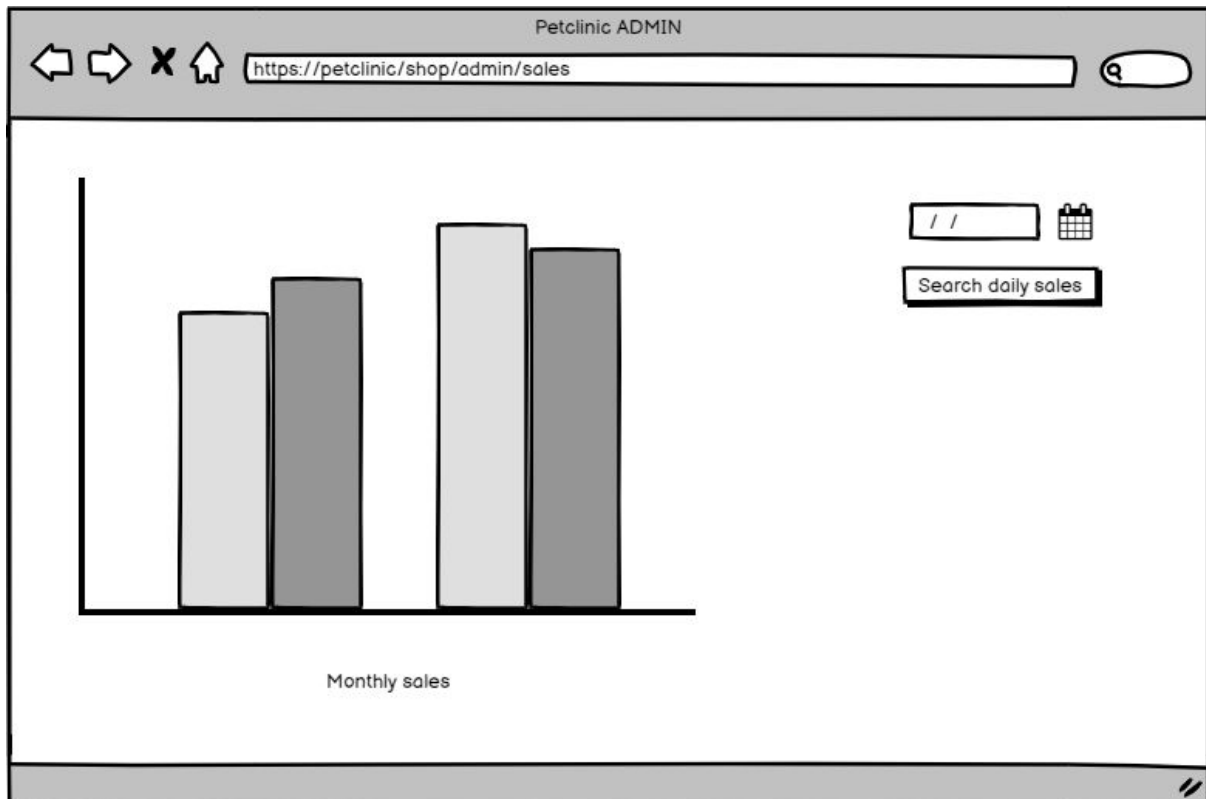 Petclinic ADMIN
https://petclinic/shop/admin/sales
/ /
Search daily sales
Monthly sales